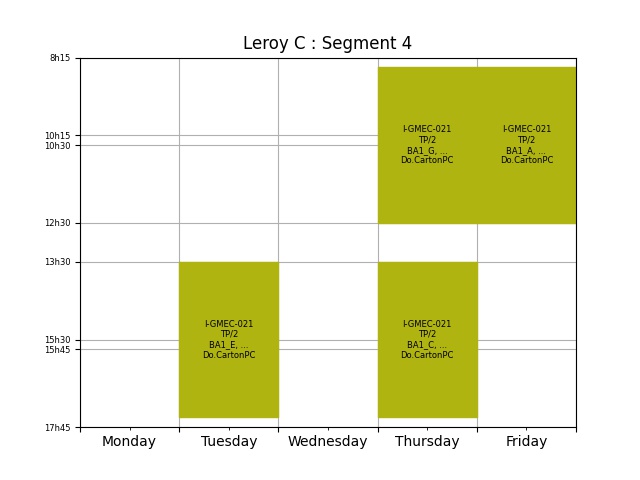 Leroy C : Segment 4
8h15
10h15
10h30
12h30
13h30
15h30
15h45
17h45
I-GMEC-021
TP/2
BA1_G, ...
Do.CartonPC
I-GMEC-021
TP/2
BA1_A, ...
Do.CartonPC
I-GMEC-021
TP/2
BA1_E, ...
Do.CartonPC
I-GMEC-021
TP/2
BA1_C, ...
Do.CartonPC
Monday
Tuesday
Wednesday
Thursday
Friday